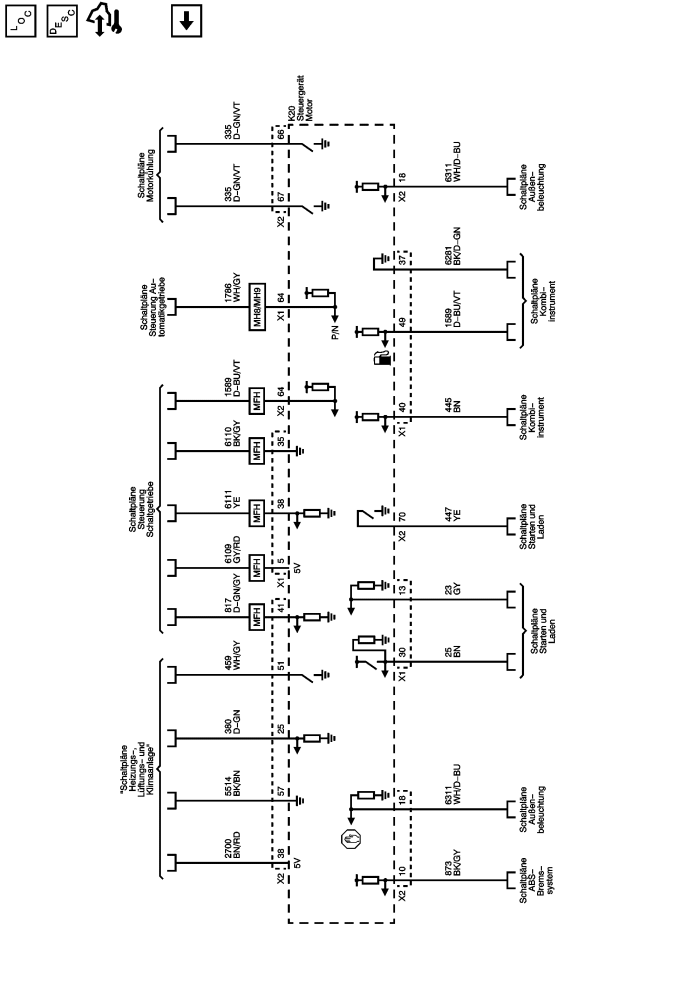 LOC
DESC
K20
Steuergerät
Motor
Schaltpläne
Motorkühlung
335
D-GN/VT
66
335
D-GN/VT
67
X2
Schaltpläne
Steuerung Au-
tomatikgetriebe
1786
WH/GY
MH8/MH9
64
X1
P/N
Schaltpläne
Steuerung
Schaltgetriebe
1589
D-BU/VT
MFH
64
X2
6110
BK/GY
MFH
35
6111
YE
MFH
38
6109
GY/RD
MFH
5
X1
5V
817
D-GN/GY
MFH
41
"Schaltpläne
Heizungs-,
Lüftungs- und
Klimaanlage"
459
WH/GY
51
380
D-GN
25
5514
BK/BN
57
2700
BN/RD
38
X2
5V
18
X2
6311
WH/D-BU
Schaltpläne
Außen-
beleuchtung
37
6281
BK/D-GN
49
1589
D-BU/VT
Schaltpläne
Kombi-
instrument
40
X1
445
BN
Schaltpläne
Kombi-
instrument
70
X2
447
YE
Schaltpläne
Starten und
Laden
13
23
GY
30
X1
25
BN
Schaltpläne
Starten und
Laden
18
6311
WH/D-BU
Schaltpläne
Außen-
beleuchtung
10
X2
873
BK/GY
Schaltpläne
ABS-
Brems-
system